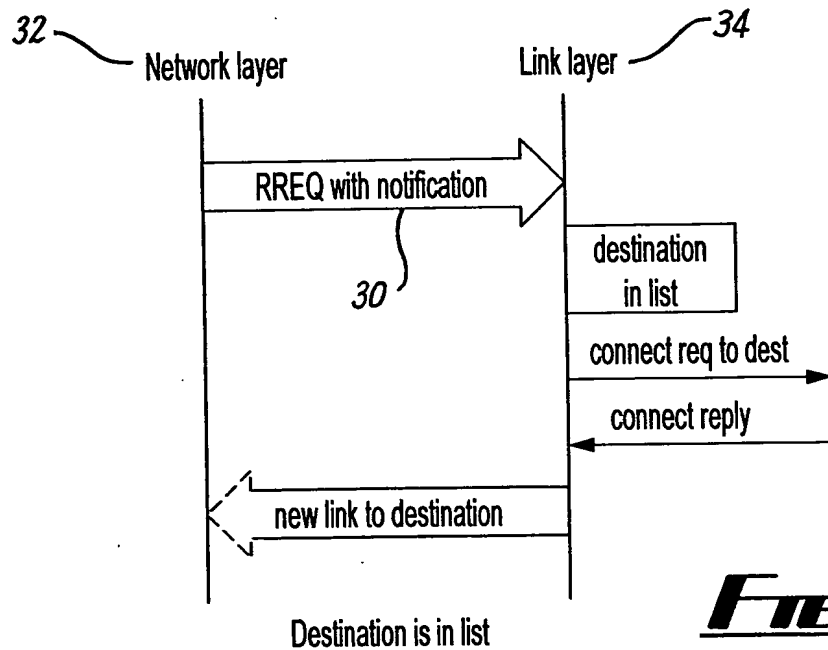 32
34
Network layer
Link layer
RREQ with notification
30
destination
in list
connect req to dest
connect reply
new link to destination
Destination is in list